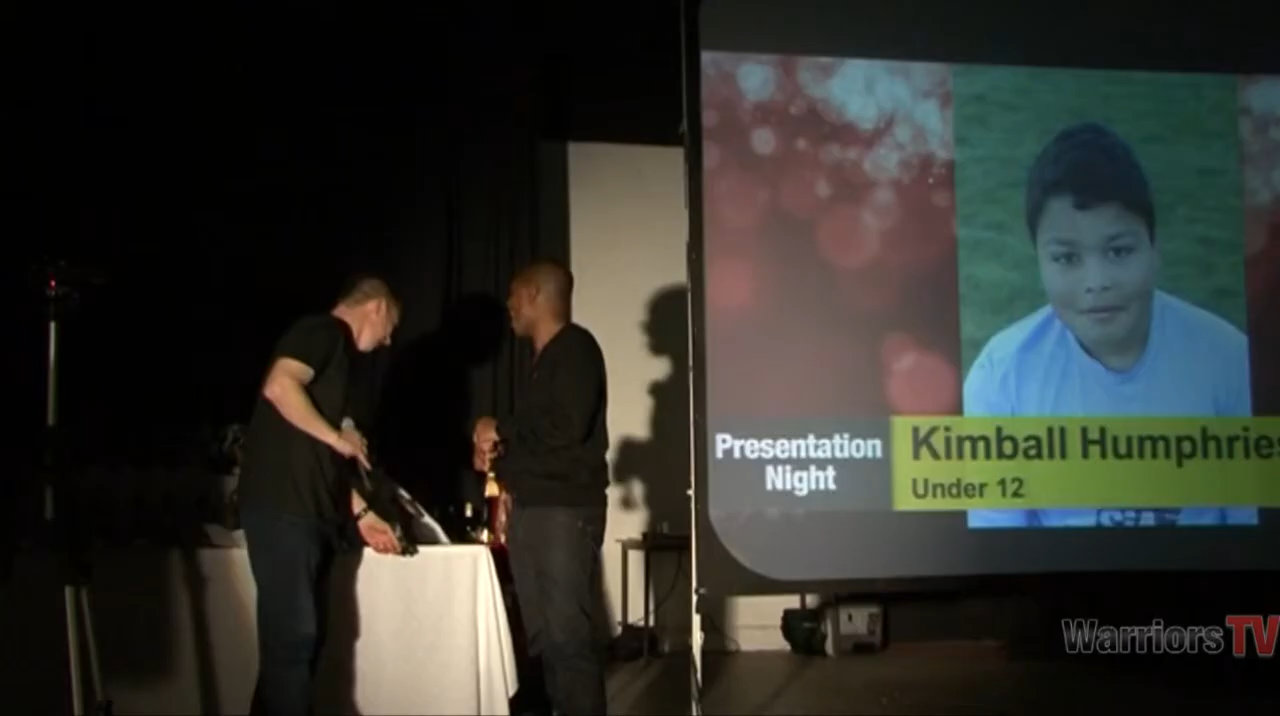 Presentation
Night
Kimball Humphries
Under 12
WarriorsTV